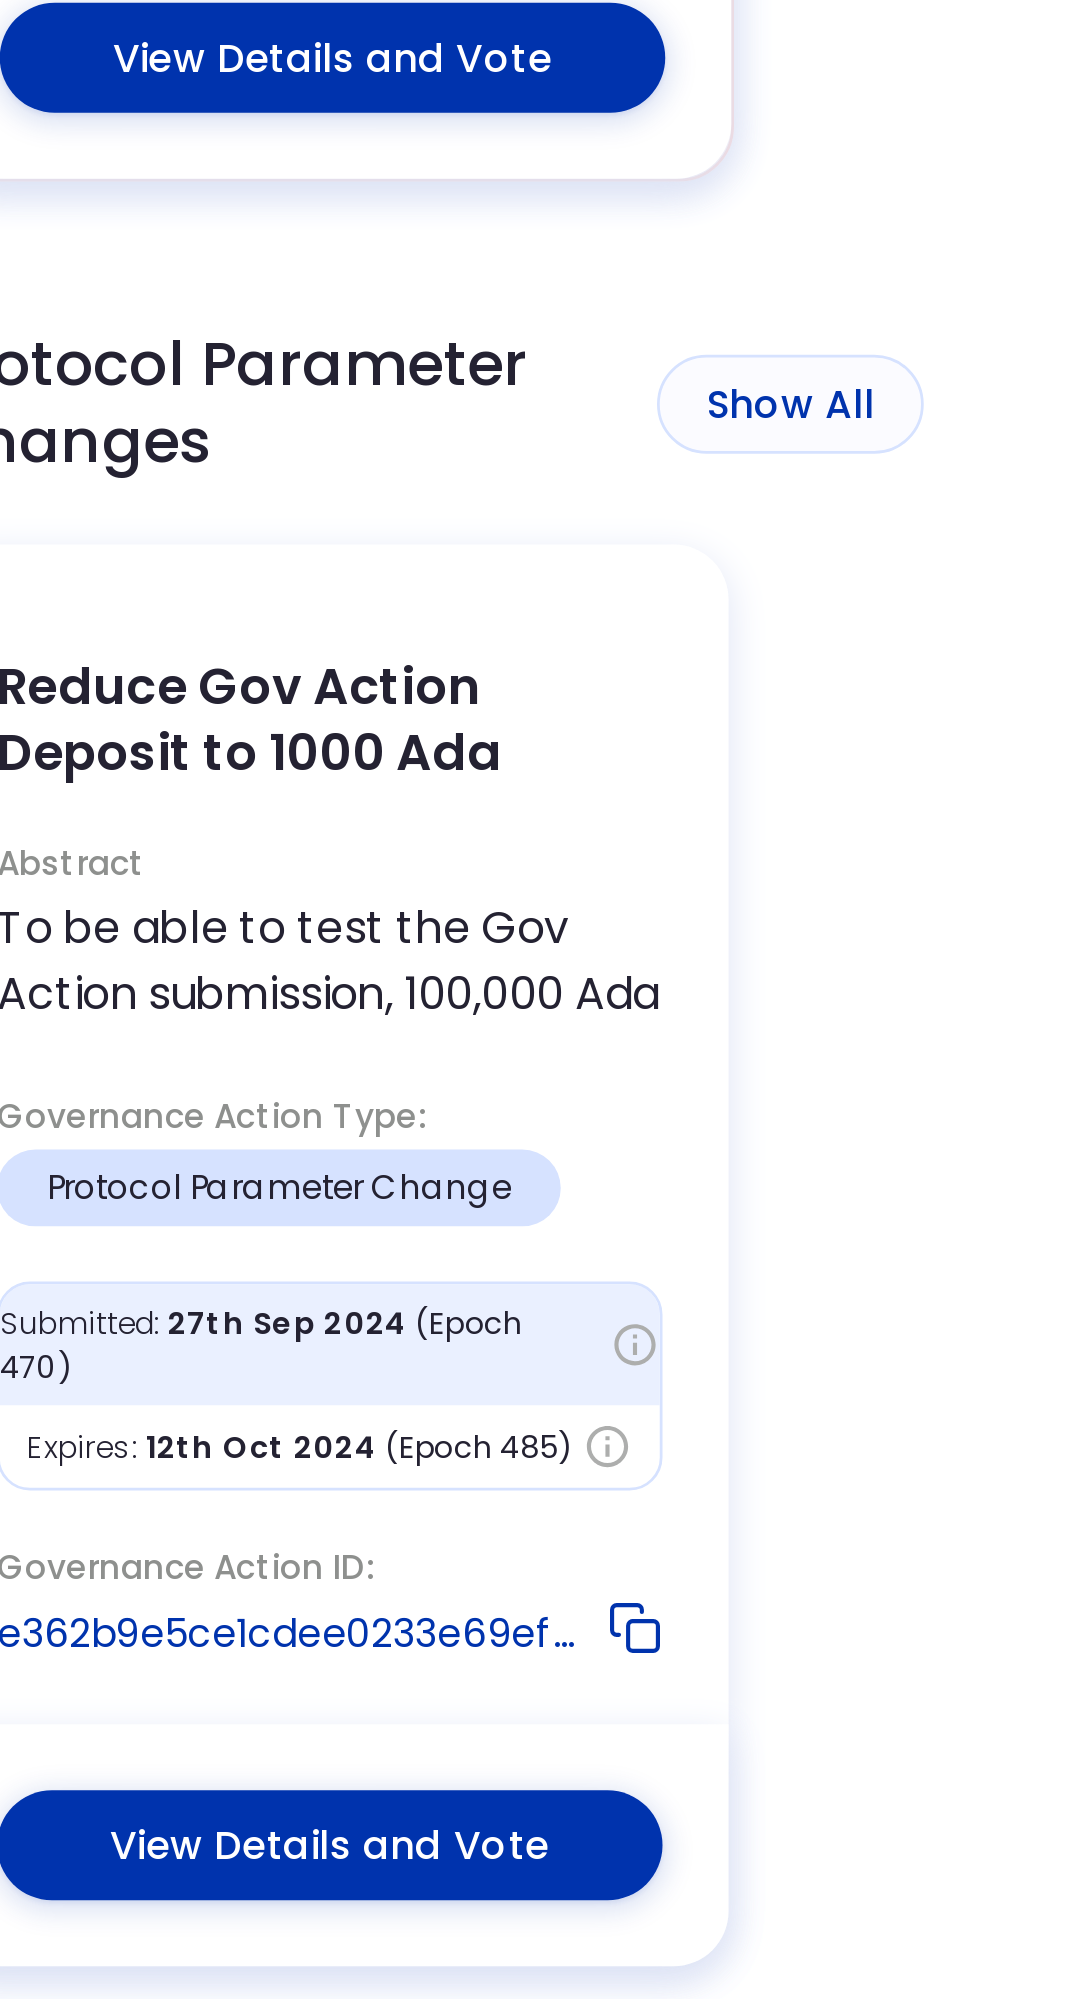 View Details and Vote
otocol Parameter
hanges
Show All
Reduce Gov Action
Deposit to 1000 Ada
Abstract
To be able to test the Gov
Action submission, 100,000 Ada
Governance Action Type:
Protocol Parameter Change
Submitted: 27th Sep 2024 (Epoch
470)
Expires: 12th Oct 2024 (Epoch 485)
Governance Action ID:
e362b9e5ce1cdee0233e69ef...
View Details and Vote